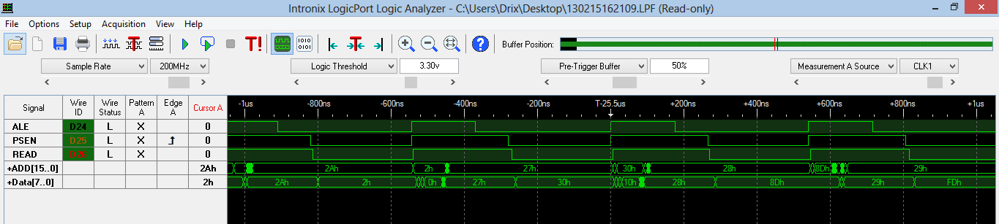 Intronix LogicPort Logic Analyzer - C:\Users\Drix\Desktop\130215162109.LPF (Read-only)
File Options Setup Acquisition View Help
Buffer Position:
Sample Rate 200MHz Logic Threshold 3.30v Pre-Trigger Buffer 50% Measurement A Source CLK1
Signal Wire ID Wire Status Pattern A Edge A Cursor A -1us -800ns -600ns -400ns -200ns T-25.5us +200ns +400ns +600ns +800ns +1us
ALE D24 L X 0
PSEN D25 L X 0
READ D26 L X 0
+ADD[15..0] 2Ah 2Ah 2h 27h 30h 28h 8Dh 29h
+Data[7..0] 2h 2Ah 2h 0h 27h 30h 10h 28h 8Dh 29h FDh